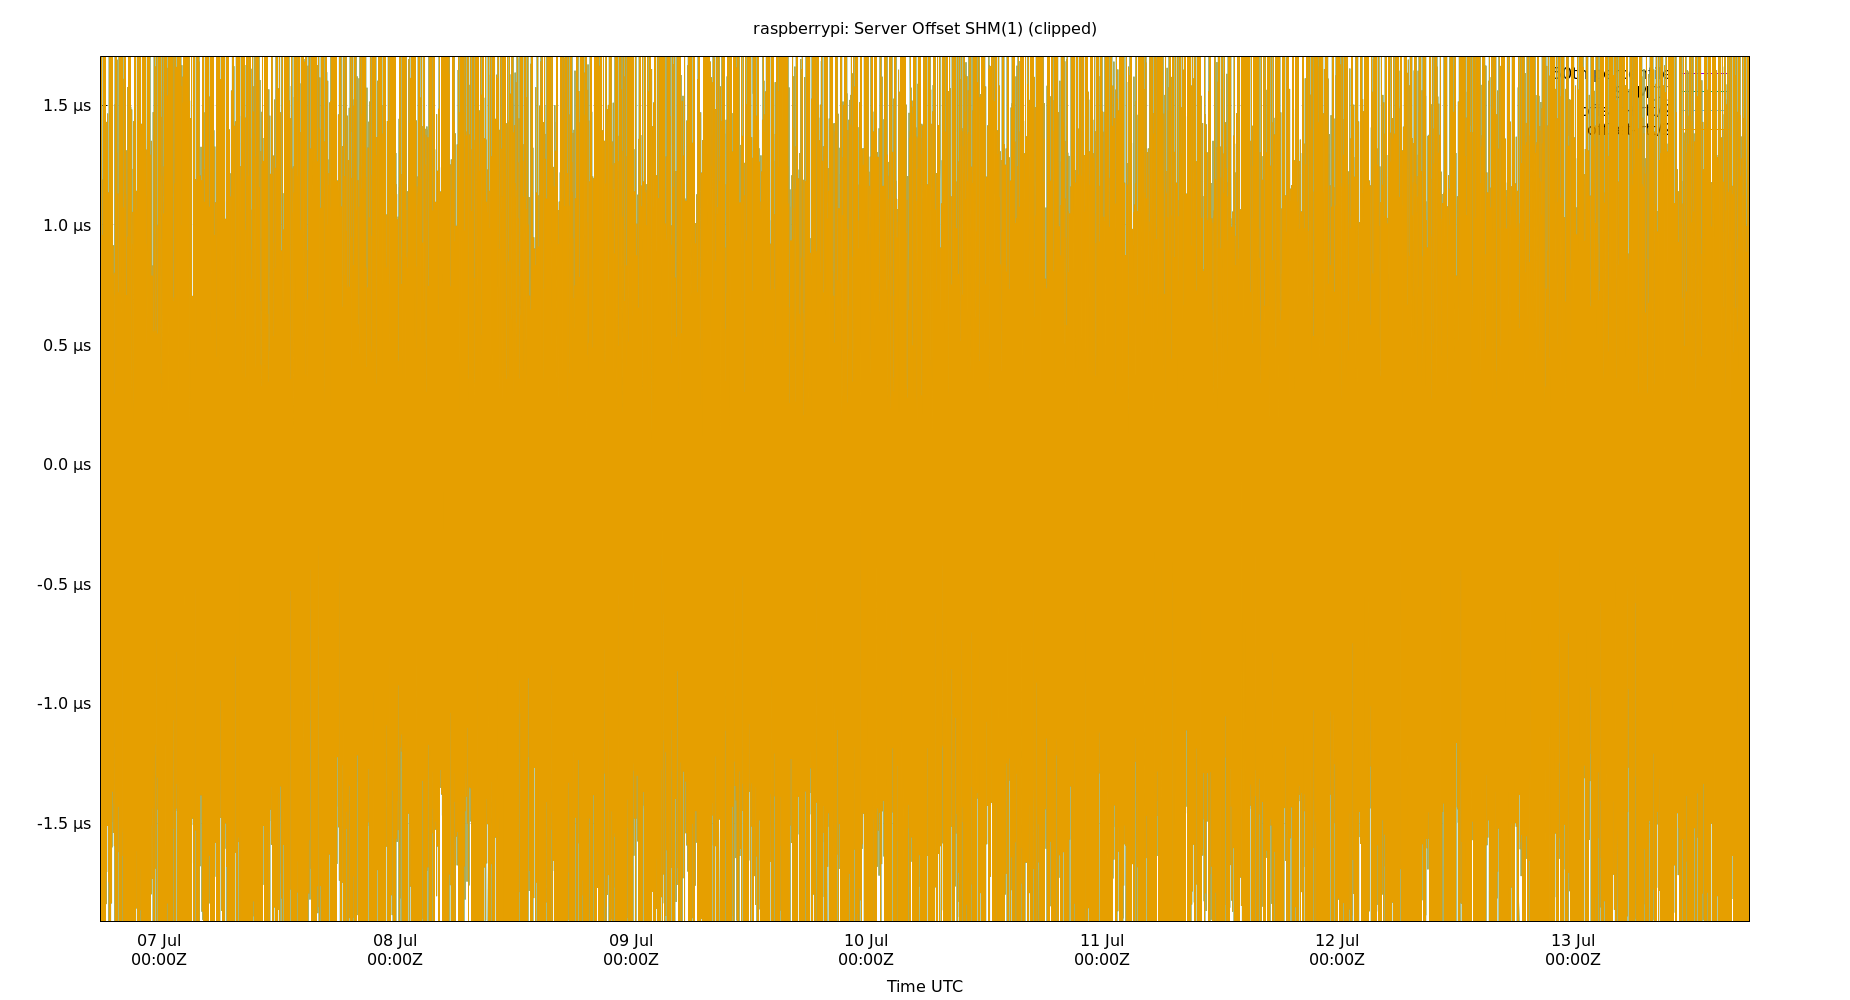 raspberrypi: Server Offset SHM(1) (clipped)
1.5 µs
1.0 µs
0.5 µs
0.0 µs
-0.5 µs
-1.0 µs
-1.5 µs
07 Jul 08 Jul 09 Jul 10 Jul 11 Jul 12 Jul 13 Jul
00:00Z 00:00Z 00:00Z 00:00Z 00:00Z 00:00Z 00:00Z
Time UTC